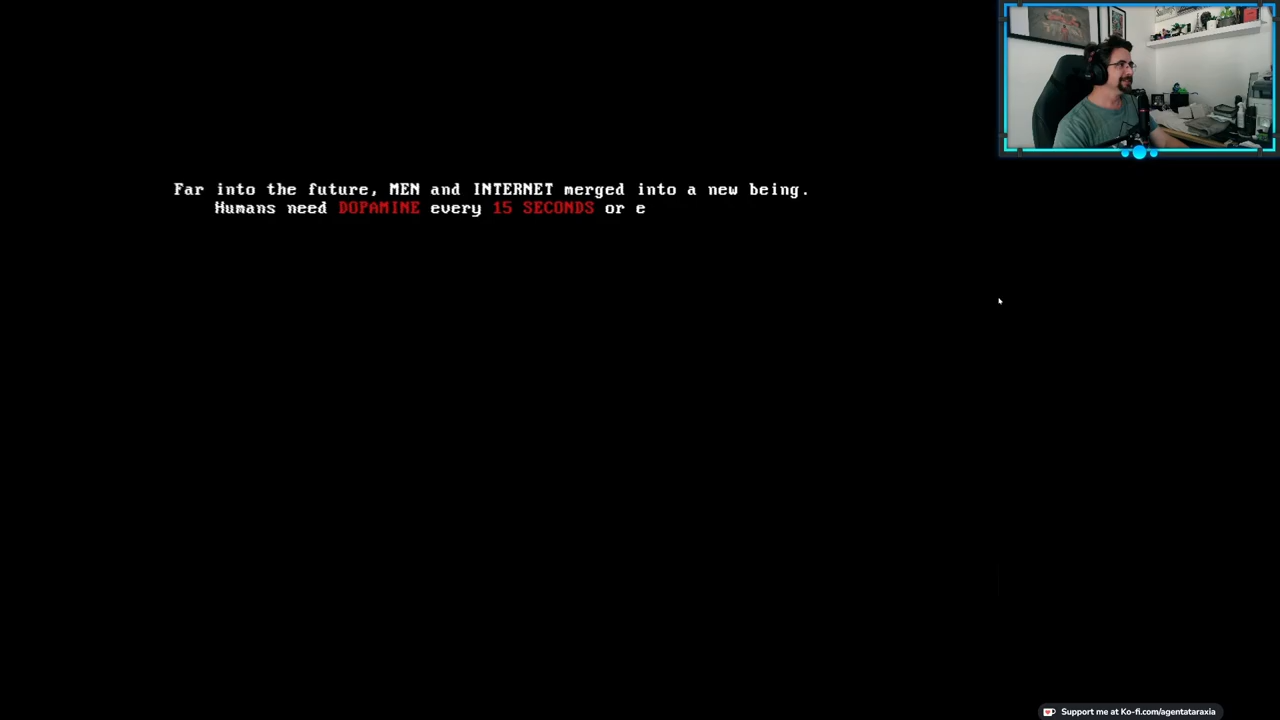 Far into the future, MEN and INTERNET merged into a new being.
Humans need DOPAMINE every 15 SECONDS or e
Support me at Ko-fi.com/agentataraxia